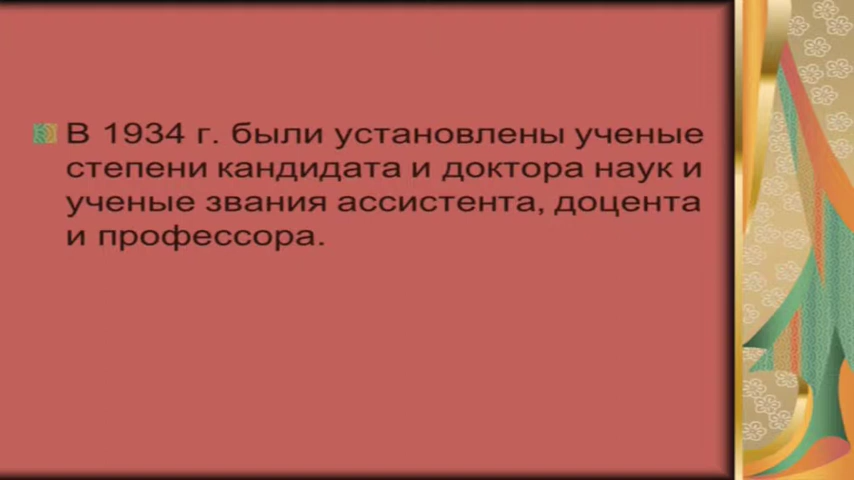 В 1934 г. были установлены ученые
степени кандидата и доктора наук и
ученые звания ассистента, доцента
и профессора.